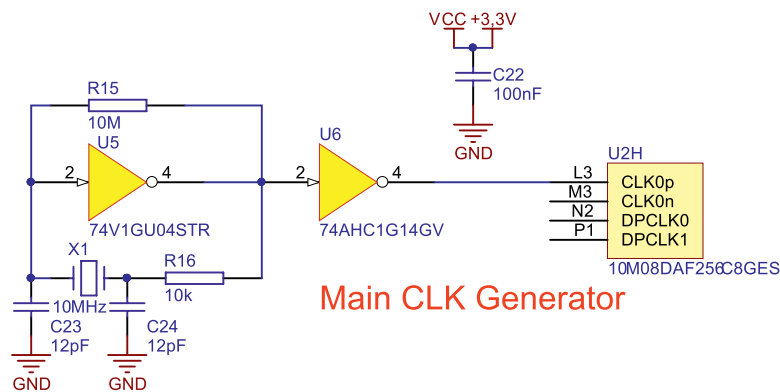 VCC +3,3V
C22
100nF
GND
R15
10M
U5
2
4
74V1GU04STR
U6
2
4
74AHC1G14GV
U2H
L3
CLK0p
M3
CLK0n
N2
DPCLK0
P1
DPCLK1
10M08DAF256C8GES
X1
10MHz
R16
10k
C23
12pF
C24
12pF
GND
GND
Main CLK Generator